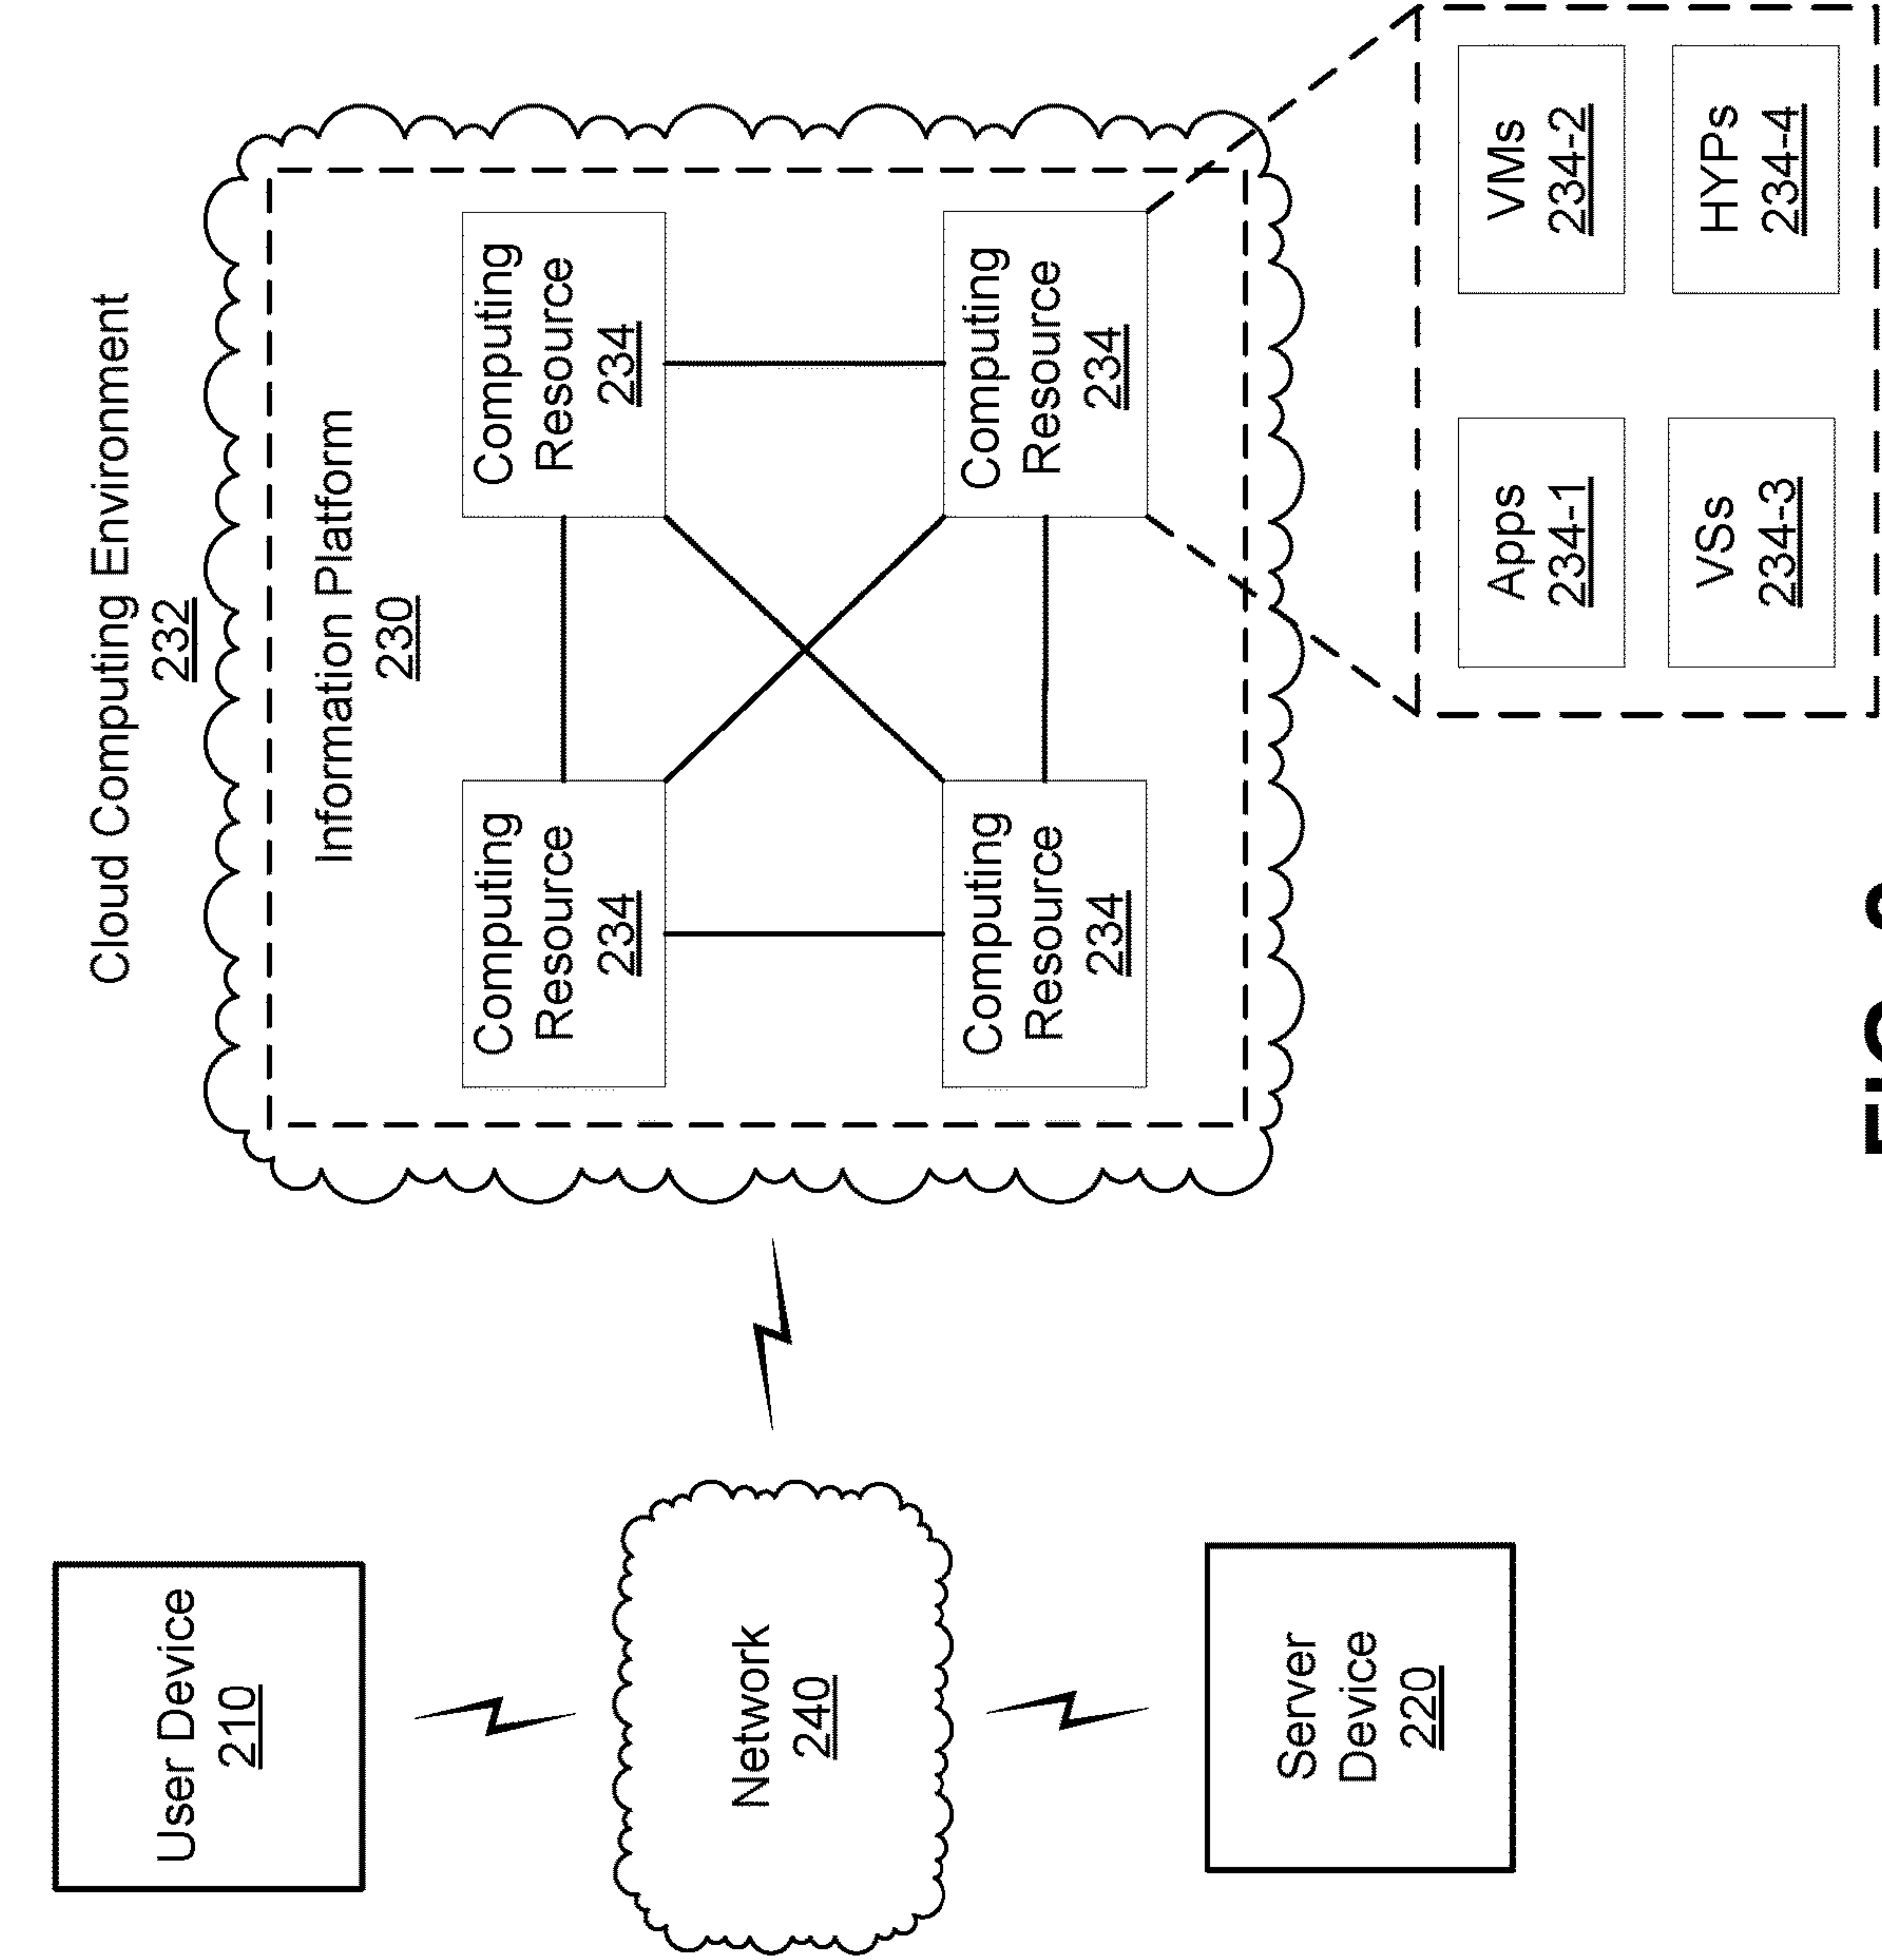 Cloud Computing Environment
232
User Device
210
Information Platform
230
Computing
Resource
234
Computing
Resource
234
Network
240
Computing
Resource
234
Computing
Resource
234
Server
Device
220
Apps
234-1
VMs
234-2
VSs
234-3
HYPs
234-4